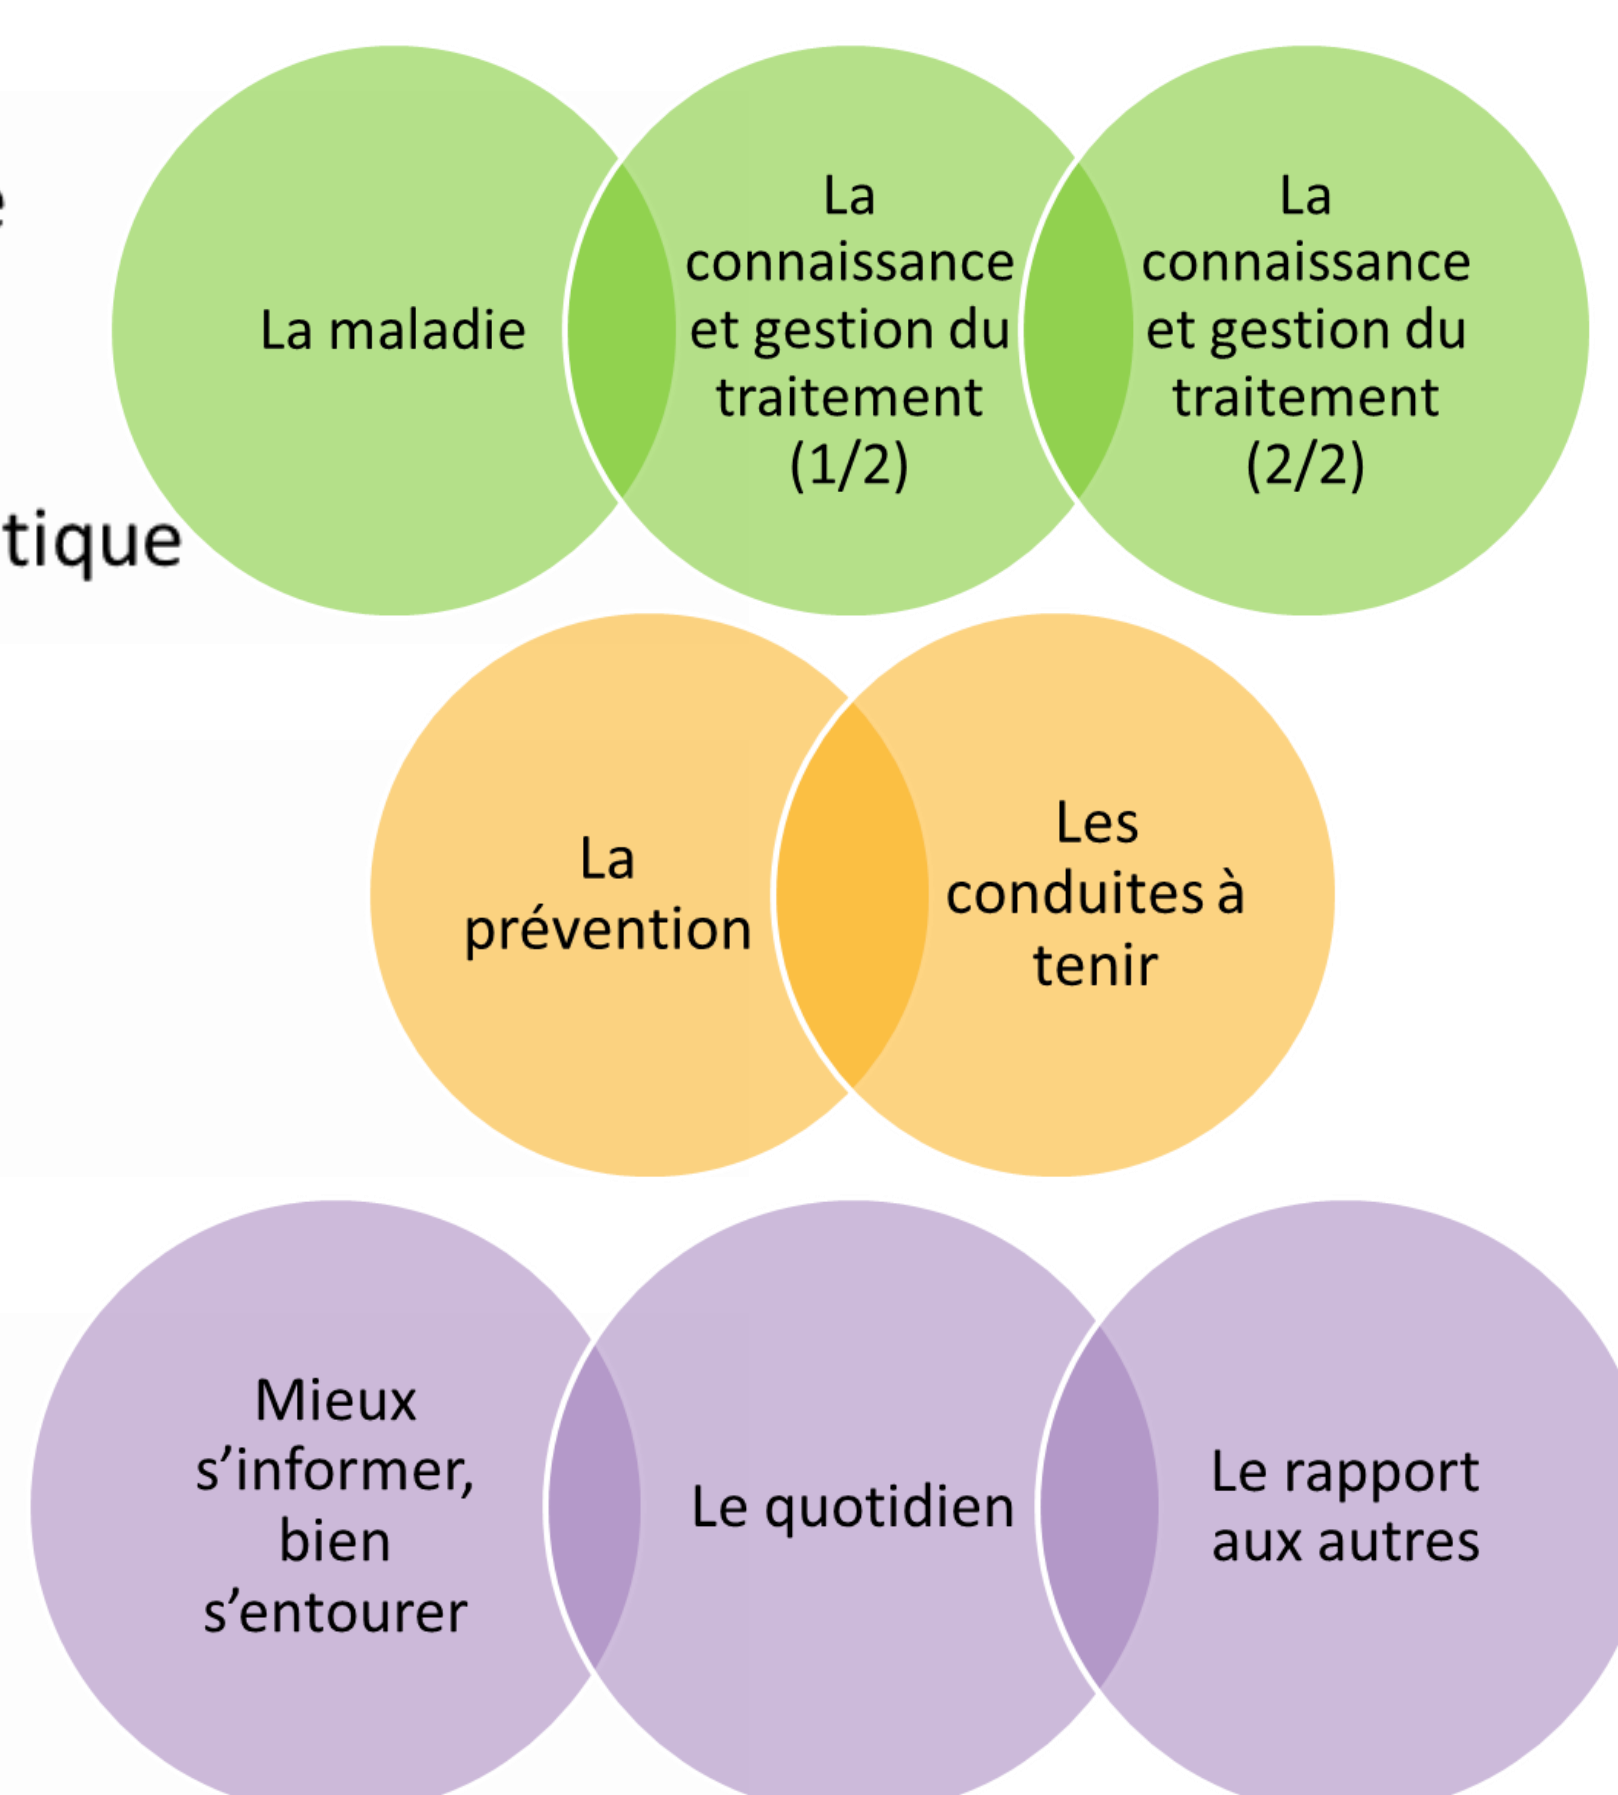 La maladie
La
connaissance
et gestion du
traitement
(1/2)
La
connaissance
et gestion du
traitement
(2/2)
tique
La
prévention
Les
conduites à
tenir
Mieux
s’informer,
bien
s’entourer
Le quotidien
Le rapport
aux autres